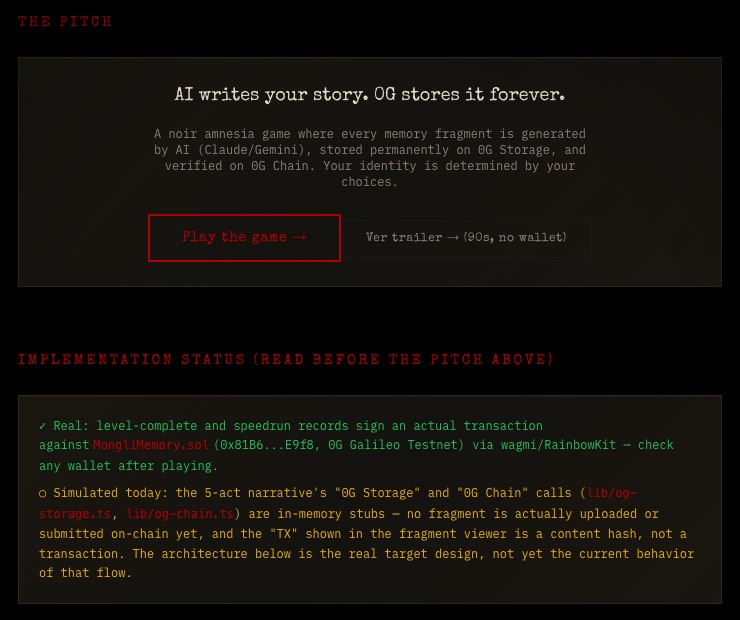 THE PITCH
AI writes your story. 0G stores it forever.
A noir amnesia game where every memory fragment is generated
by AI (Claude/Gemini), stored permanently on 0G Storage, and
verified on 0G Chain. Your identity is determined by your
choices.
Play the game →
Ver trailer → (90s, no wallet)
IMPLEMENTATION STATUS (READ BEFORE THE PITCH ABOVE)
✓ Real: level-complete and speedrun records sign an actual transaction
against MongliMemory.sol (0x81B6...E9f8, 0G Galileo Testnet) via wagmi/RainbowKit — check
any wallet after playing.
○ Simulated today: the 5-act narrative's "0G Storage" and "0G Chain" calls (lib/og-
storage.ts, lib/og-chain.ts) are in-memory stubs — no fragment is actually uploaded or
submitted on-chain yet, and the "TX" shown in the fragment viewer is a content hash, not a
transaction. The architecture below is the real target design, not yet the current behavior
of that flow.